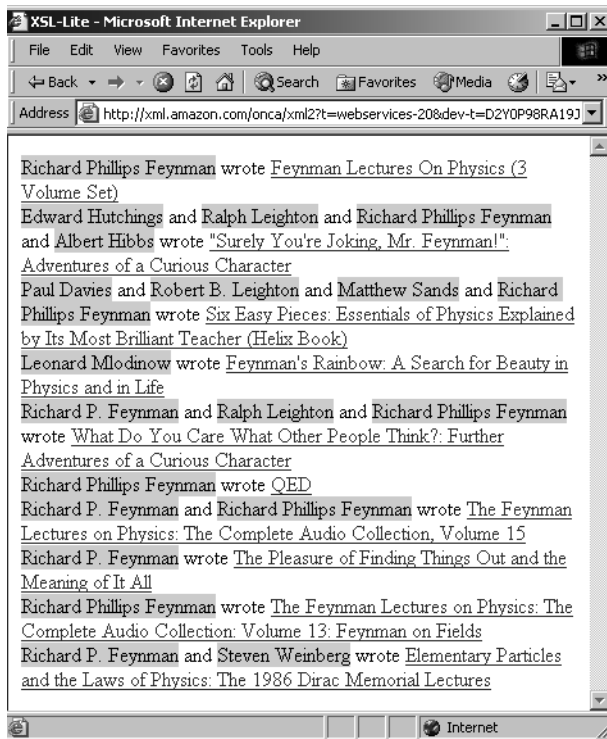 XSL-Lite - Microsoft Internet Explorer
File Edit View Favorites Tools Help
Back Search Favorites Media »
Address http://xml.amazon.com/onca/xml2?t=webservices-20&dev-t=D2Y0P98RA19J
Richard Phillips Feynman wrote Feynman Lectures On Physics (3
Volume Set)
Edward Hutchings and Ralph Leighton and Richard Phillips Feynman
and Albert Hibbs wrote "Surely You're Joking, Mr. Feynman!":
Adventures of a Curious Character
Paul Davies and Robert B. Leighton and Matthew Sands and Richard
Phillips Feynman wrote Six Easy Pieces: Essentials of Physics Explained
by Its Most Brilliant Teacher (Helix Book)
Leonard Mlodinow wrote Feynman's Rainbow: A Search for Beauty in
Physics and in Life
Richard P. Feynman and Ralph Leighton and Richard Phillips Feynman
wrote What Do You Care What Other People Think?: Further
Adventures of a Curious Character
Richard Phillips Feynman wrote QED
Richard P. Feynman and Richard Phillips Feynman wrote The Feynman
Lectures on Physics: The Complete Audio Collection, Volume 15
Richard P. Feynman wrote The Pleasure of Finding Things Out and the
Meaning of It All
Richard Phillips Feynman wrote The Feynman Lectures on Physics: The
Complete Audio Collection: Volume 13: Feynman on Fields
Richard P. Feynman and Steven Weinberg wrote Elementary Particles
and the Laws of Physics: The 1986 Dirac Memorial Lectures
Internet